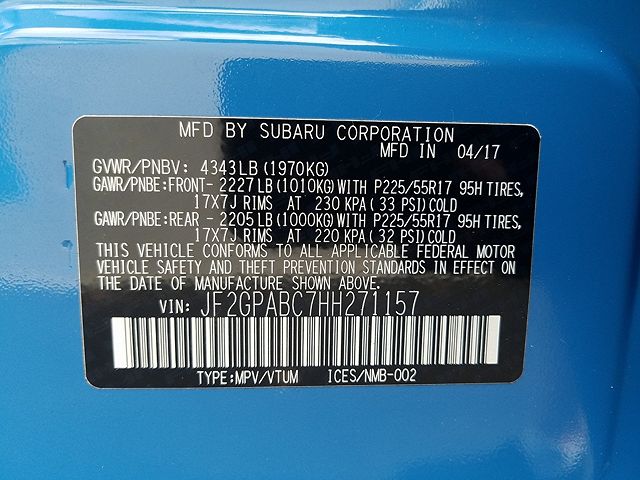 MFD BY SUBARU CORPORATION
MFD IN 04/17
GVWR/PNBV: 4343LB (1970KG)
GAWR/PNBE:FRONT- 2227LB (1010KG) WITH P225/55R17 95H TIRES,
17X7J RIMS AT 230 KPA ( 33 PSI) COLD
GAWR/PNBE:REAR - 2205LB (1000KG) WITH P225/55R17 95H TIRES,
17X7J RIMS AT 220 KPA ( 32 PSI) COLD
THIS VEHICLE CONFORMS TO ALL APPLICABLE FEDERAL MOTOR
VEHICLE SAFETY AND THEFT PREVENTION STANDARDS IN EFFECT ON
THE DATE OF MANUFACTURE SHOWN ABOVE.
VIN: JF2GPABC7HH271157
TYPE:MPV/VTUM ICES/NMB-002